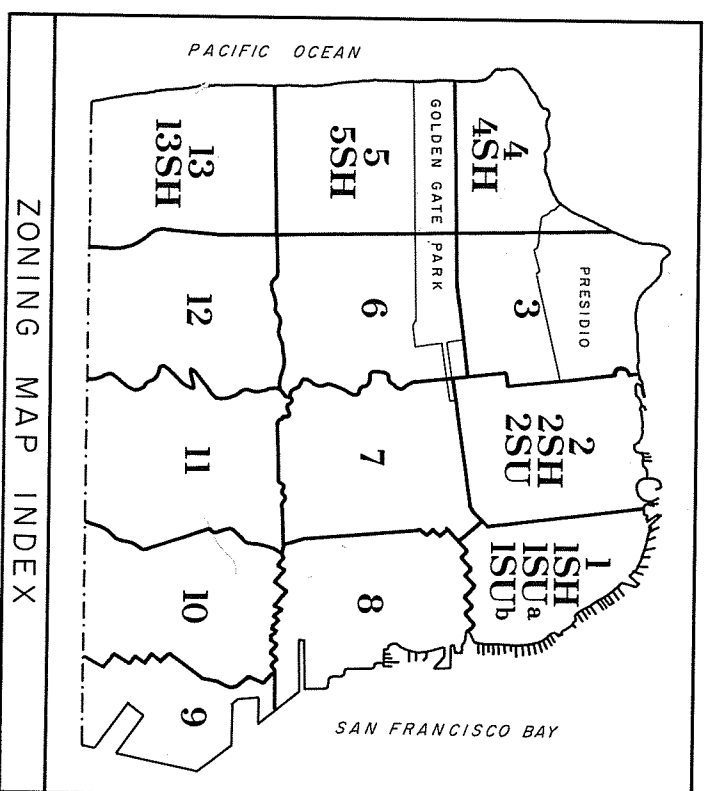 PACIFIC OCEAN
4
4SH
PRESIDIO
3
2
2SH
2SU
1
1SH
1SUa
1SUb
GOLDEN GATE PARK
5
5SH
6
7
8
13
13SH
12
11
10
9
SAN FRANCISCO BAY
ZONING MAP INDEX